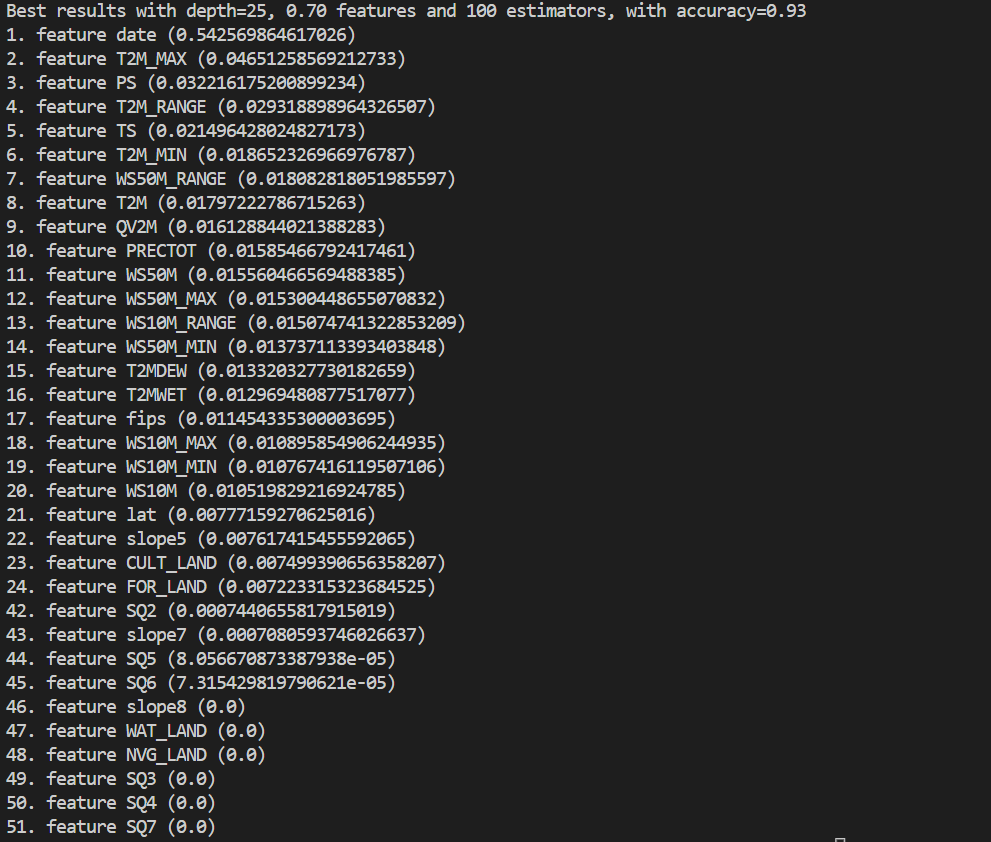 Best results with depth=25, 0.70 features and 100 estimators, with accuracy=0.93
1. feature date (0.542569864617026)
2. feature T2M_MAX (0.04651258569212733)
3. feature PS (0.032216175200899234)
4. feature T2M_RANGE (0.029318898964326507)
5. feature TS (0.021496428024827173)
6. feature T2M_MIN (0.018652326966976787)
7. feature WS50M_RANGE (0.018082818051985597)
8. feature T2M (0.01797222786715263)
9. feature QV2M (0.016128844021388283)
10. feature PRECTOT (0.01585466792417461)
11. feature WS50M (0.015560466569488385)
12. feature WS50M_MAX (0.015300448655070832)
13. feature WS10M_RANGE (0.015074741322853209)
14. feature WS50M_MIN (0.013737113393403848)
15. feature T2MDEW (0.013320327730182659)
16. feature T2MWET (0.012969480877517077)
17. feature fips (0.011454335300003695)
18. feature WS10M_MAX (0.010895854906244935)
19. feature WS10M_MIN (0.010767416119507106)
20. feature WS10M (0.010519829216924785)
21. feature lat (0.00777159270625016)
22. feature slope5 (0.007617415455592065)
23. feature CULT_LAND (0.007499390656358207)
24. feature FOR_LAND (0.007223315323684525)
42. feature SQ2 (0.0007440655817915019)
43. feature slope7 (0.0007080593746026637)
44. feature SQ5 (8.056670873387938e-05)
45. feature SQ6 (7.315429819790621e-05)
46. feature slope8 (0.0)
47. feature WAT_LAND (0.0)
48. feature NVG_LAND (0.0)
49. feature SQ3 (0.0)
50. feature SQ4 (0.0)
51. feature SQ7 (0.0)